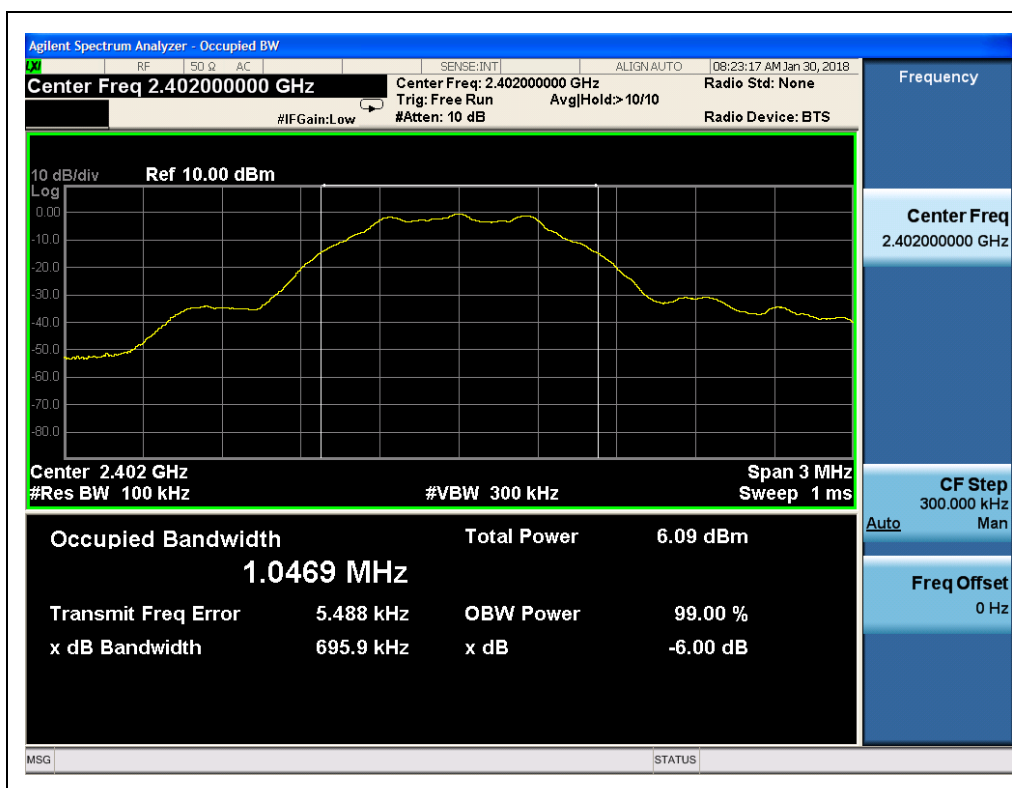 Agilent Spectrum Analyzer - Occupied BW
LXI RF 50 Ω AC SENSE:INT ALIGN AUTO 08:23:17 AM Jan 30, 2018
Center Freq 2.402000000 GHz
Center Freq: 2.402000000 GHz
Radio Std: None
Trig: Free Run Avg|Hold:>10/10
#IFGain:Low
#Atten: 10 dB
Radio Device: BTS
10 dB/div Ref 10.00 dBm
Log
0.00
-10.0
-20.0
-30.0
-40.0
-50.0
-60.0
-70.0
-80.0
Center 2.402 GHz Span 3 MHz
#Res BW 100 kHz #VBW 300 kHz Sweep 1 ms
Occupied Bandwidth Total Power 6.09 dBm
1.0469 MHz
Transmit Freq Error 5.488 kHz OBW Power 99.00 %
x dB Bandwidth 695.9 kHz x dB -6.00 dB
Frequency
Center Freq
2.402000000 GHz
CF Step
300.000 kHz
Auto Man
Freq Offset
0 Hz
MSG STATUS